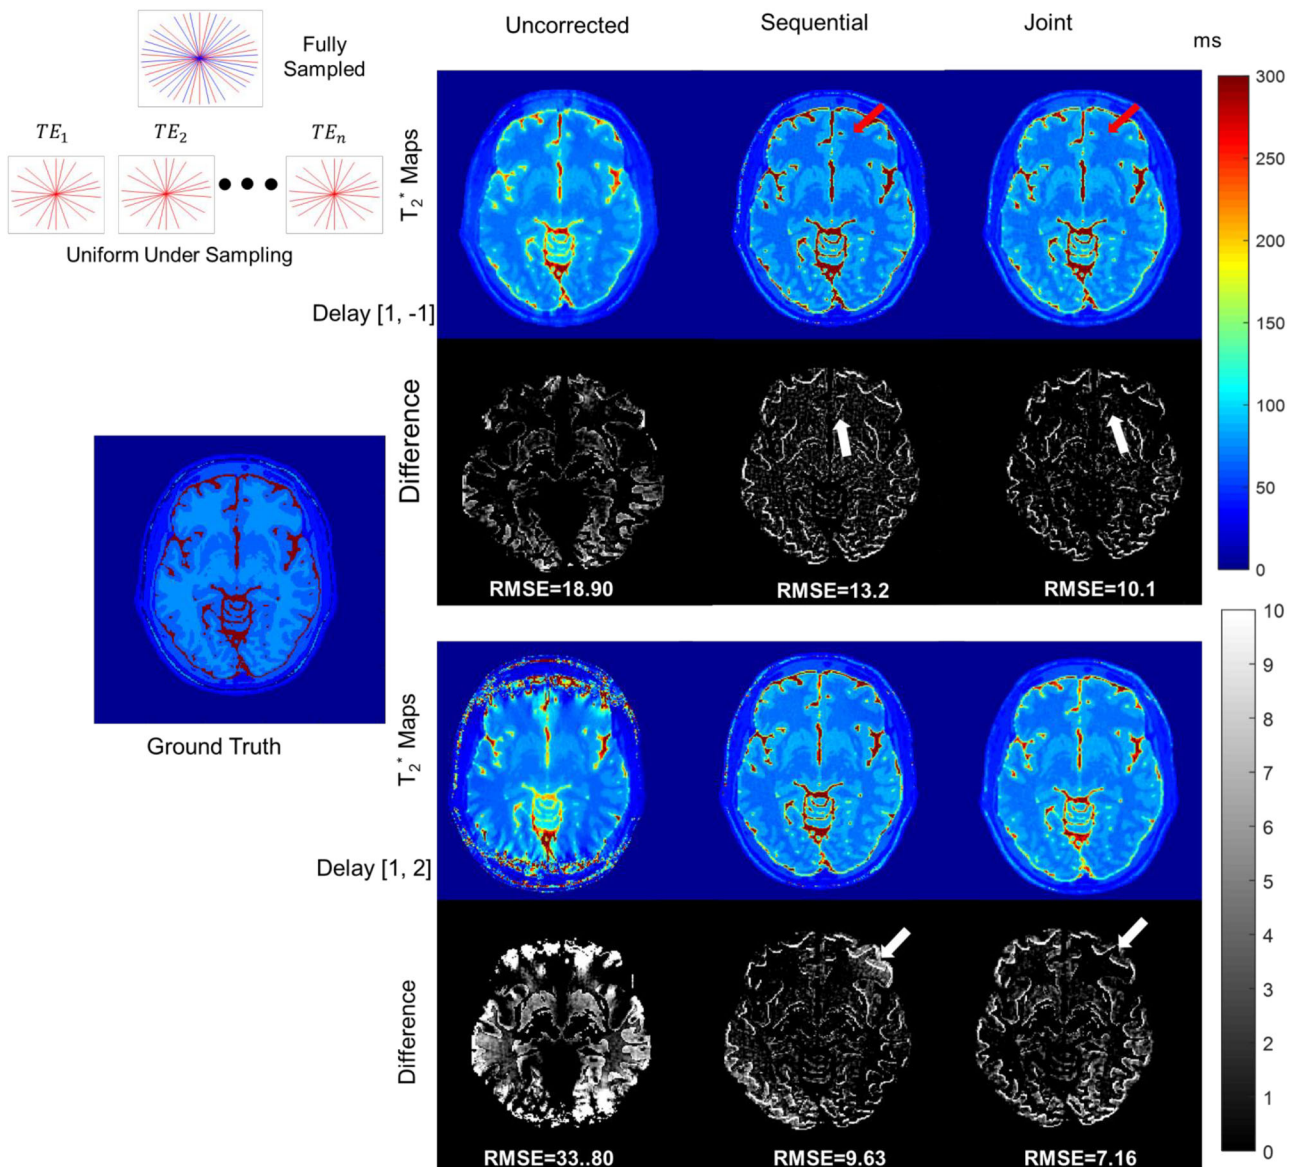 Uncorrected
Sequential
Joint
ms
Fully
Sampled
TE₁
TE₂
TEₙ
Uniform Under Sampling
T₂* Maps
Delay [1, -1]
Difference
RMSE=18.90
RMSE=13.2
RMSE=10.1
300
250
200
150
100
50
0
Ground Truth
T₂* Maps
Delay [1, 2]
Difference
RMSE=33..80
RMSE=9.63
RMSE=7.16
10
9
8
7
6
5
4
3
2
1
0